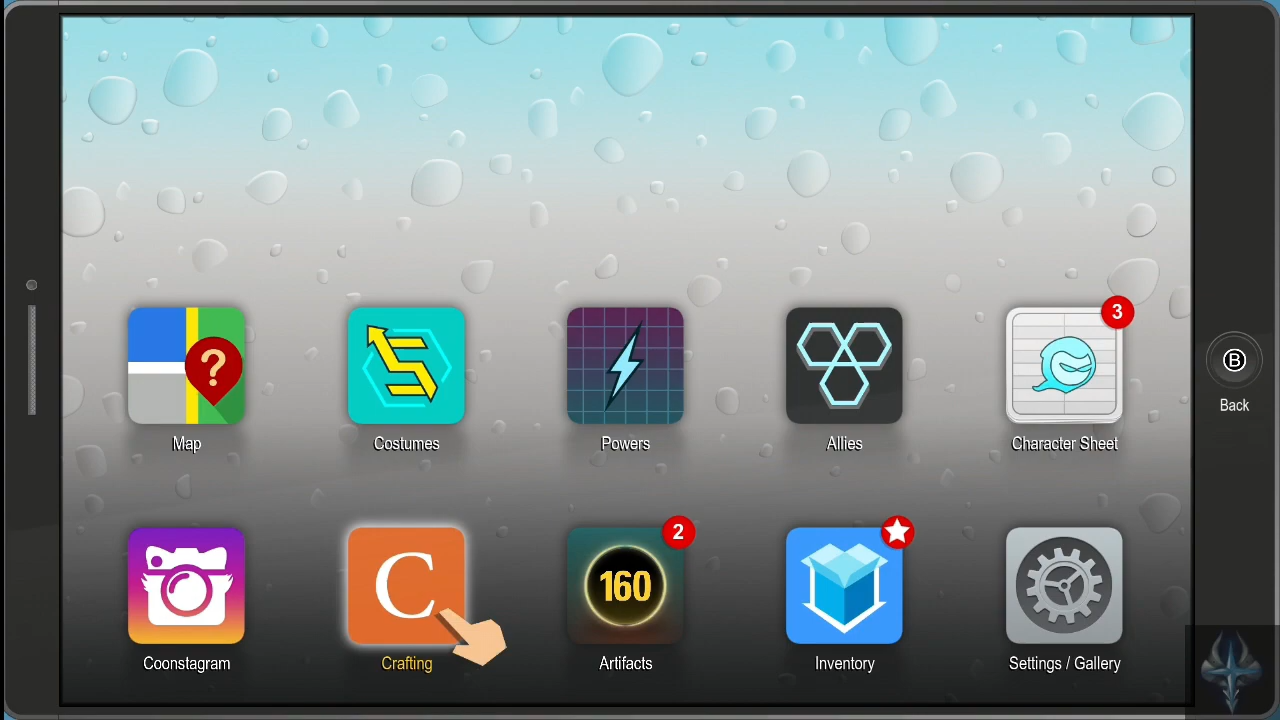 ?
3
Map
Costumes
Powers
Allies
Character Sheet
B
Back
C
2
160
Coonstagram
Crafting
Artifacts
Inventory
Settings / Gallery